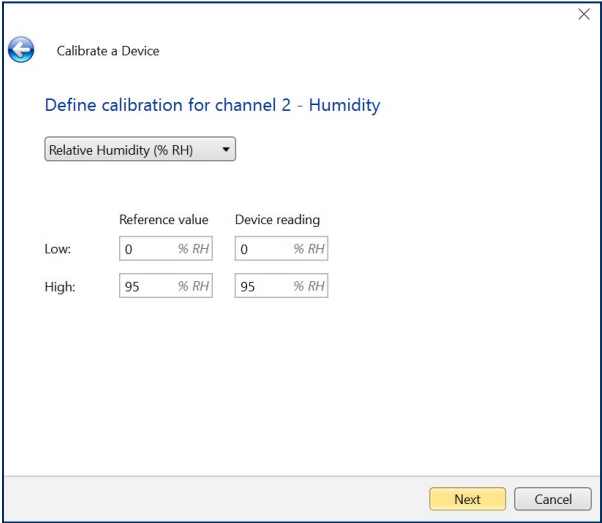 Calibrate a Device
Define calibration for channel 2 - Humidity
Relative Humidity (% RH)
Reference value Device reading
Low: 0 % RH 0 % RH
High: 95 % RH 95 % RH
Next Cancel